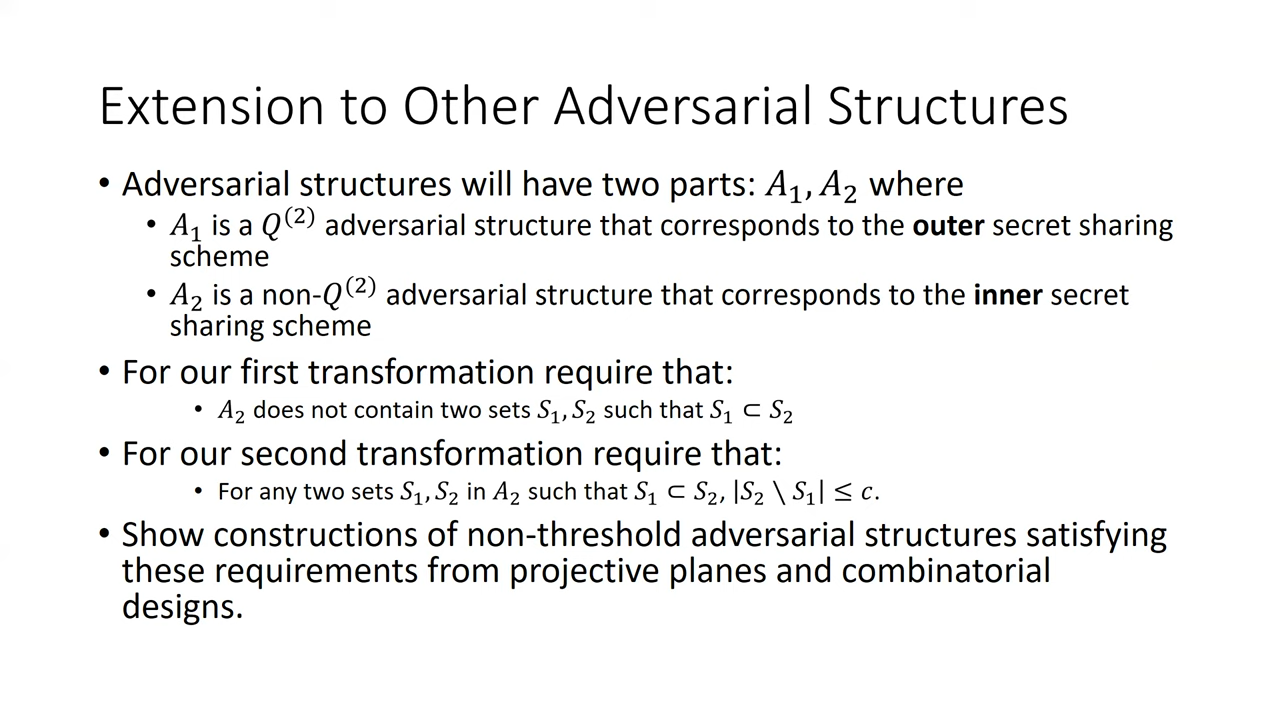 Extension to Other Adversarial Structures
• Adversarial structures will have two parts: A₁, A₂ where
• A₁ is a Q⁽²⁾ adversarial structure that corresponds to the outer secret sharing
scheme
• A₂ is a non-Q⁽²⁾ adversarial structure that corresponds to the inner secret
sharing scheme
• For our first transformation require that:
• A₂ does not contain two sets S₁, S₂ such that S₁ ⊂ S₂
• For our second transformation require that:
• For any two sets S₁, S₂ in A₂ such that S₁ ⊂ S₂, |S₂ \ S₁| ≤ c.
• Show constructions of non-threshold adversarial structures satisfying
these requirements from projective planes and combinatorial
designs.